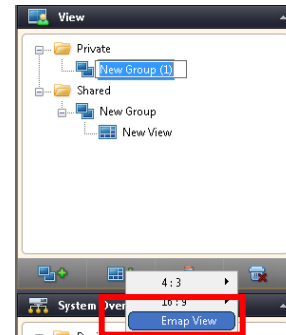 View
Private
New Group (1)
Shared
New Group
New View
4:3
16:9
System Over
Emap View